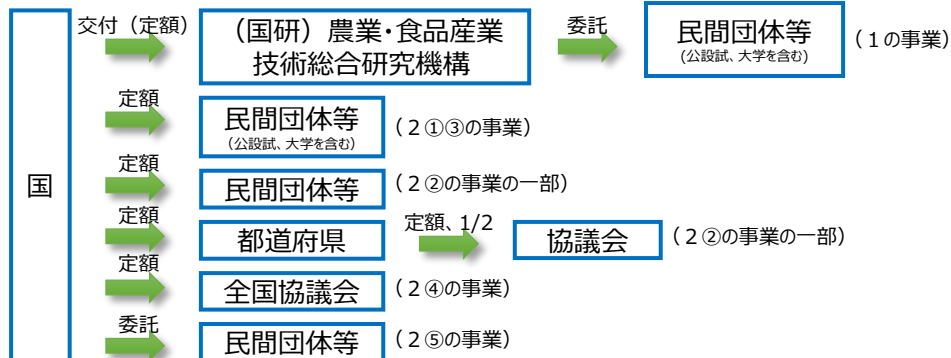 国
交付（定額）
（国研）農業・食品産業
技術総合研究機構
委託
民間団体等
(公設試、大学を含む)
（１の事業）
定額
民間団体等
（公設試、大学を含む）
（２①③の事業）
定額
民間団体等
（２②の事業の一部）
定額
都道府県
定額、1/2
協議会
（２②の事業の一部）
定額
全国協議会
（２④の事業）
委託
民間団体等
（２⑤の事業）